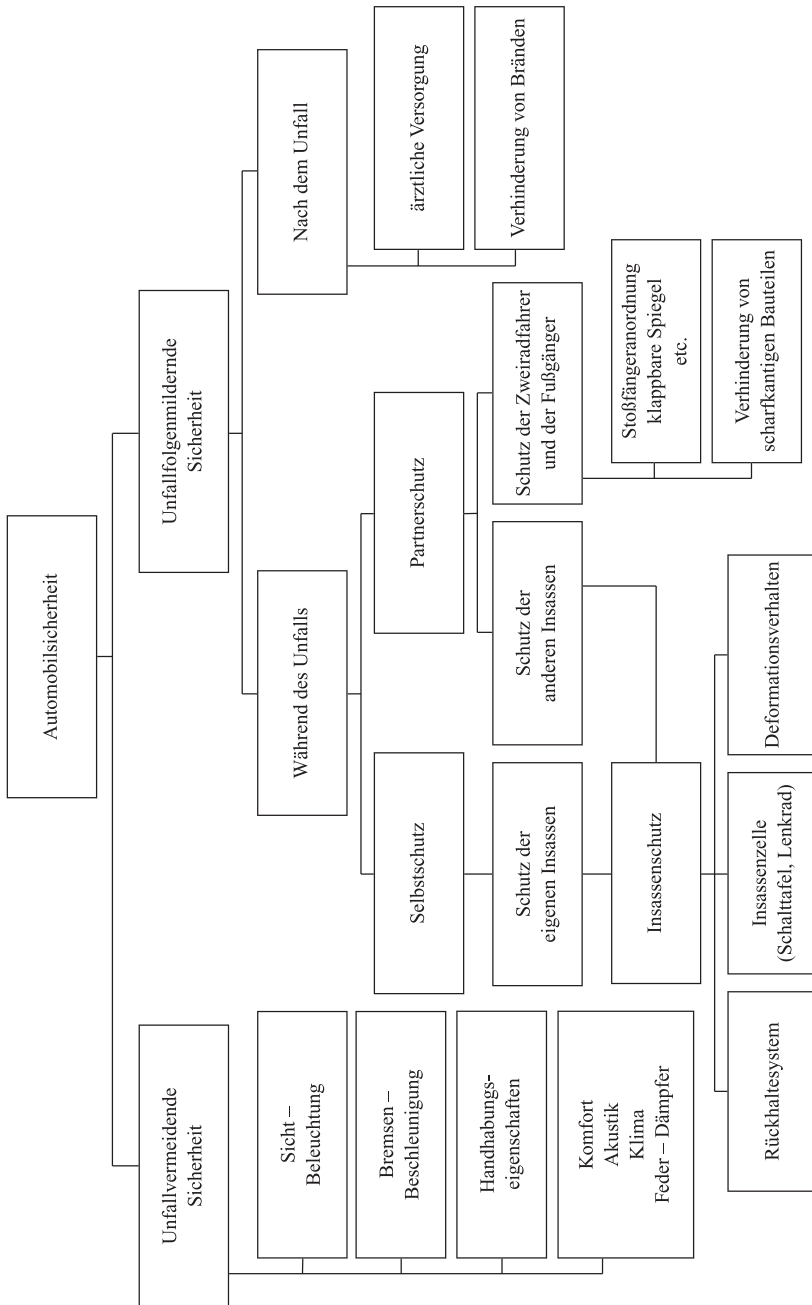 Automobilsicherheit
Unfallvermeidende
Sicherheit
Unfallfolgenmildernde
Sicherheit
Sicht –
Beleuchtung
Bremsen –
Beschleunigung
Handhabungs-
eigenschaften
Komfort
Akustik
Klima
Feder – Dämpfer
Während des Unfalls
Nach dem Unfall
Selbstschutz
Partnerschutz
ärztliche Versorgung
Verhinderung von Bränden
Schutz der
eigenen Insassen
Schutz der
anderen Insassen
Schutz der Zweiradfahrer
und der Fußgänger
Insassenschutz
Stoßfängeranordnung
klappbare Spiegel
etc.
Verhinderung von
scharfkantigen Bauteilen
Rückhaltesystem
Insassenzelle
(Schalttafel, Lenkrad)
Deformationsverhalten